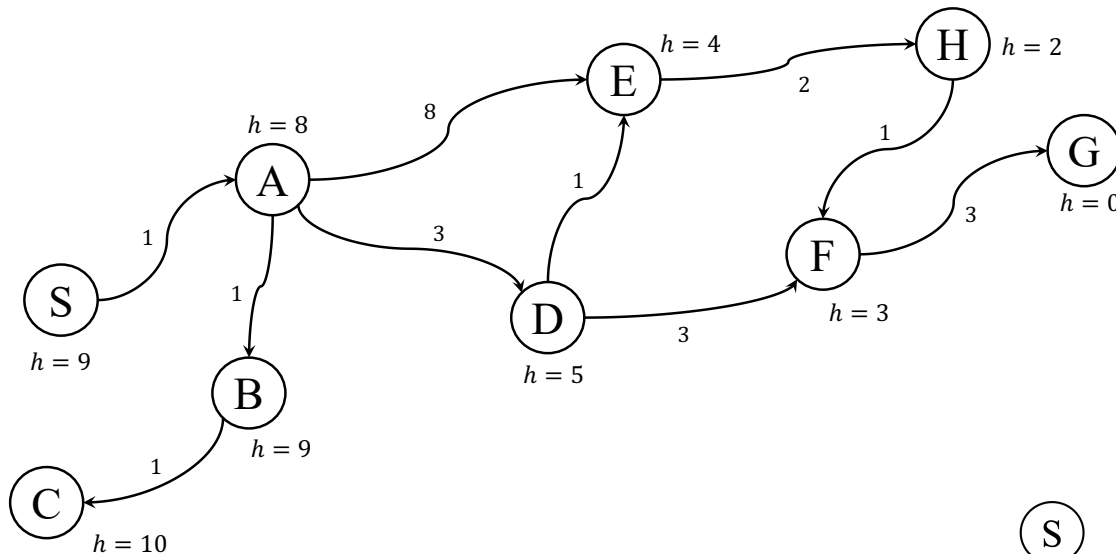 H
h = 4
h = 2
E
2
8
h = 8
1
G
A
1
3
h = 0
1
3
F
S
1
D
h = 3
3
h = 9
h = 5
B
h = 9
1
C
S
h = 10